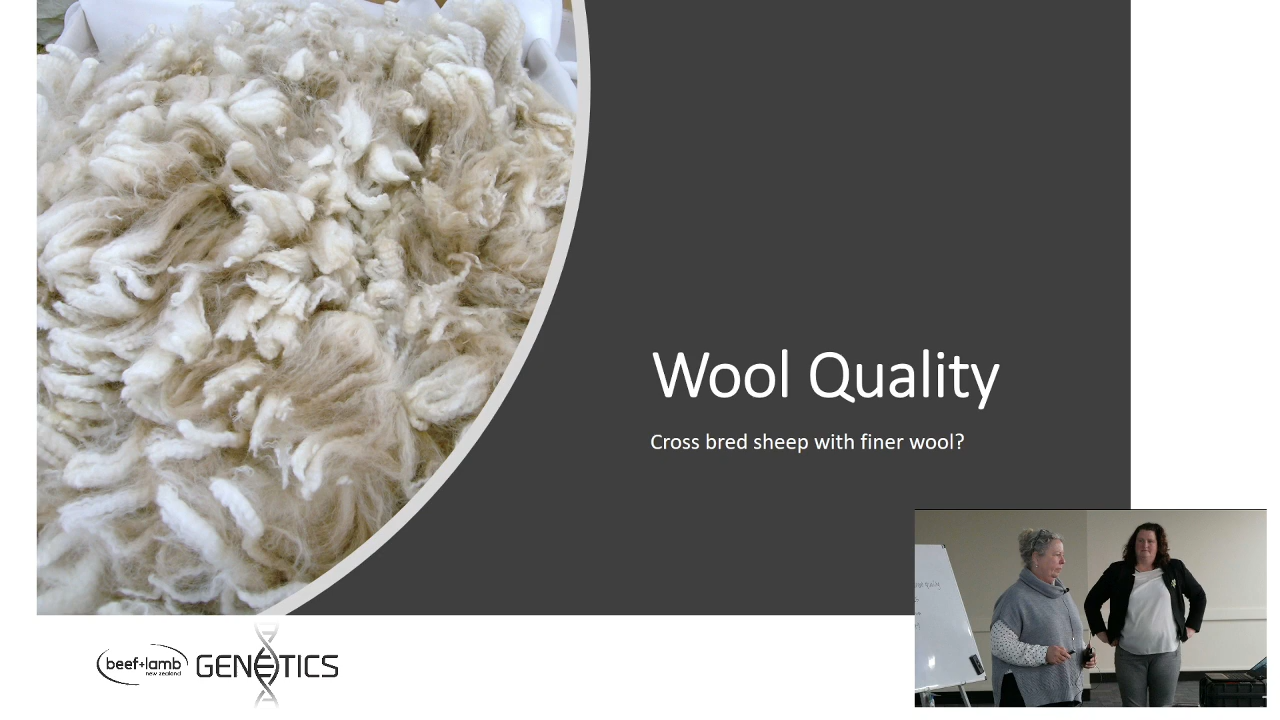 Wool Quality
Cross bred sheep with finer wool?
beef+lamb
new zealand
GENETICS